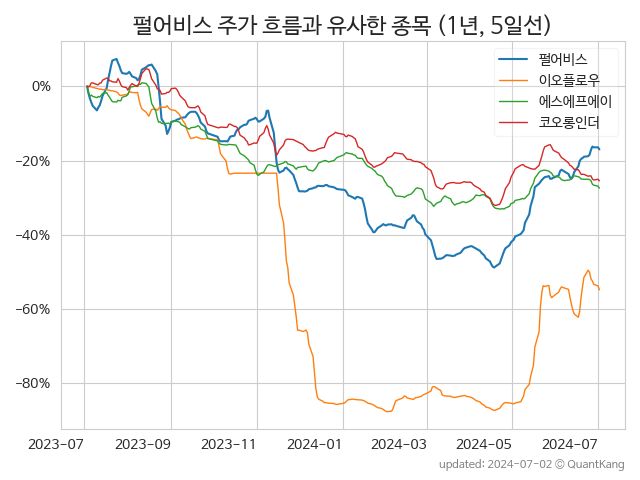 펄어비스 주가 흐름과 유사한 종목 (1년, 5일선)
펄어비스
이오플로우
에스에프에이
코오롱인더
0%
−20%
−40%
−60%
−80%
2023-07 2023-09 2023-11 2024-01 2024-03 2024-05 2024-07
updated: 2024-07-02 © QuantKang